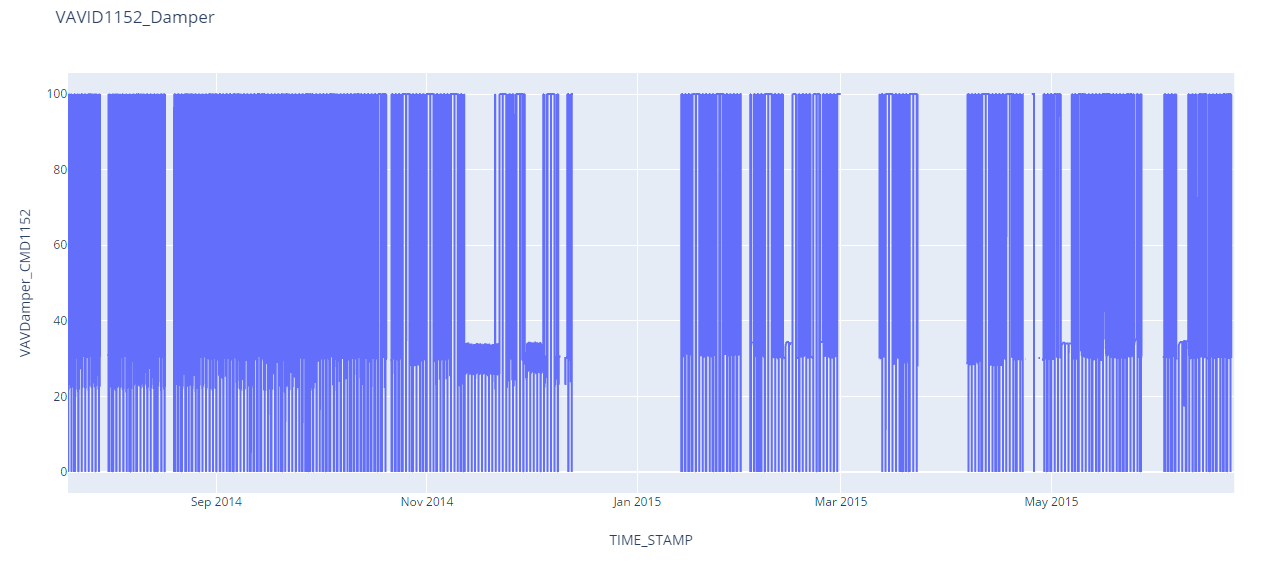 VAVID1152_Damper
VAVDamper_CMD1152
100
80
60
40
20
0
Sep 2014
Nov 2014
Jan 2015
Mar 2015
May 2015
TIME_STAMP